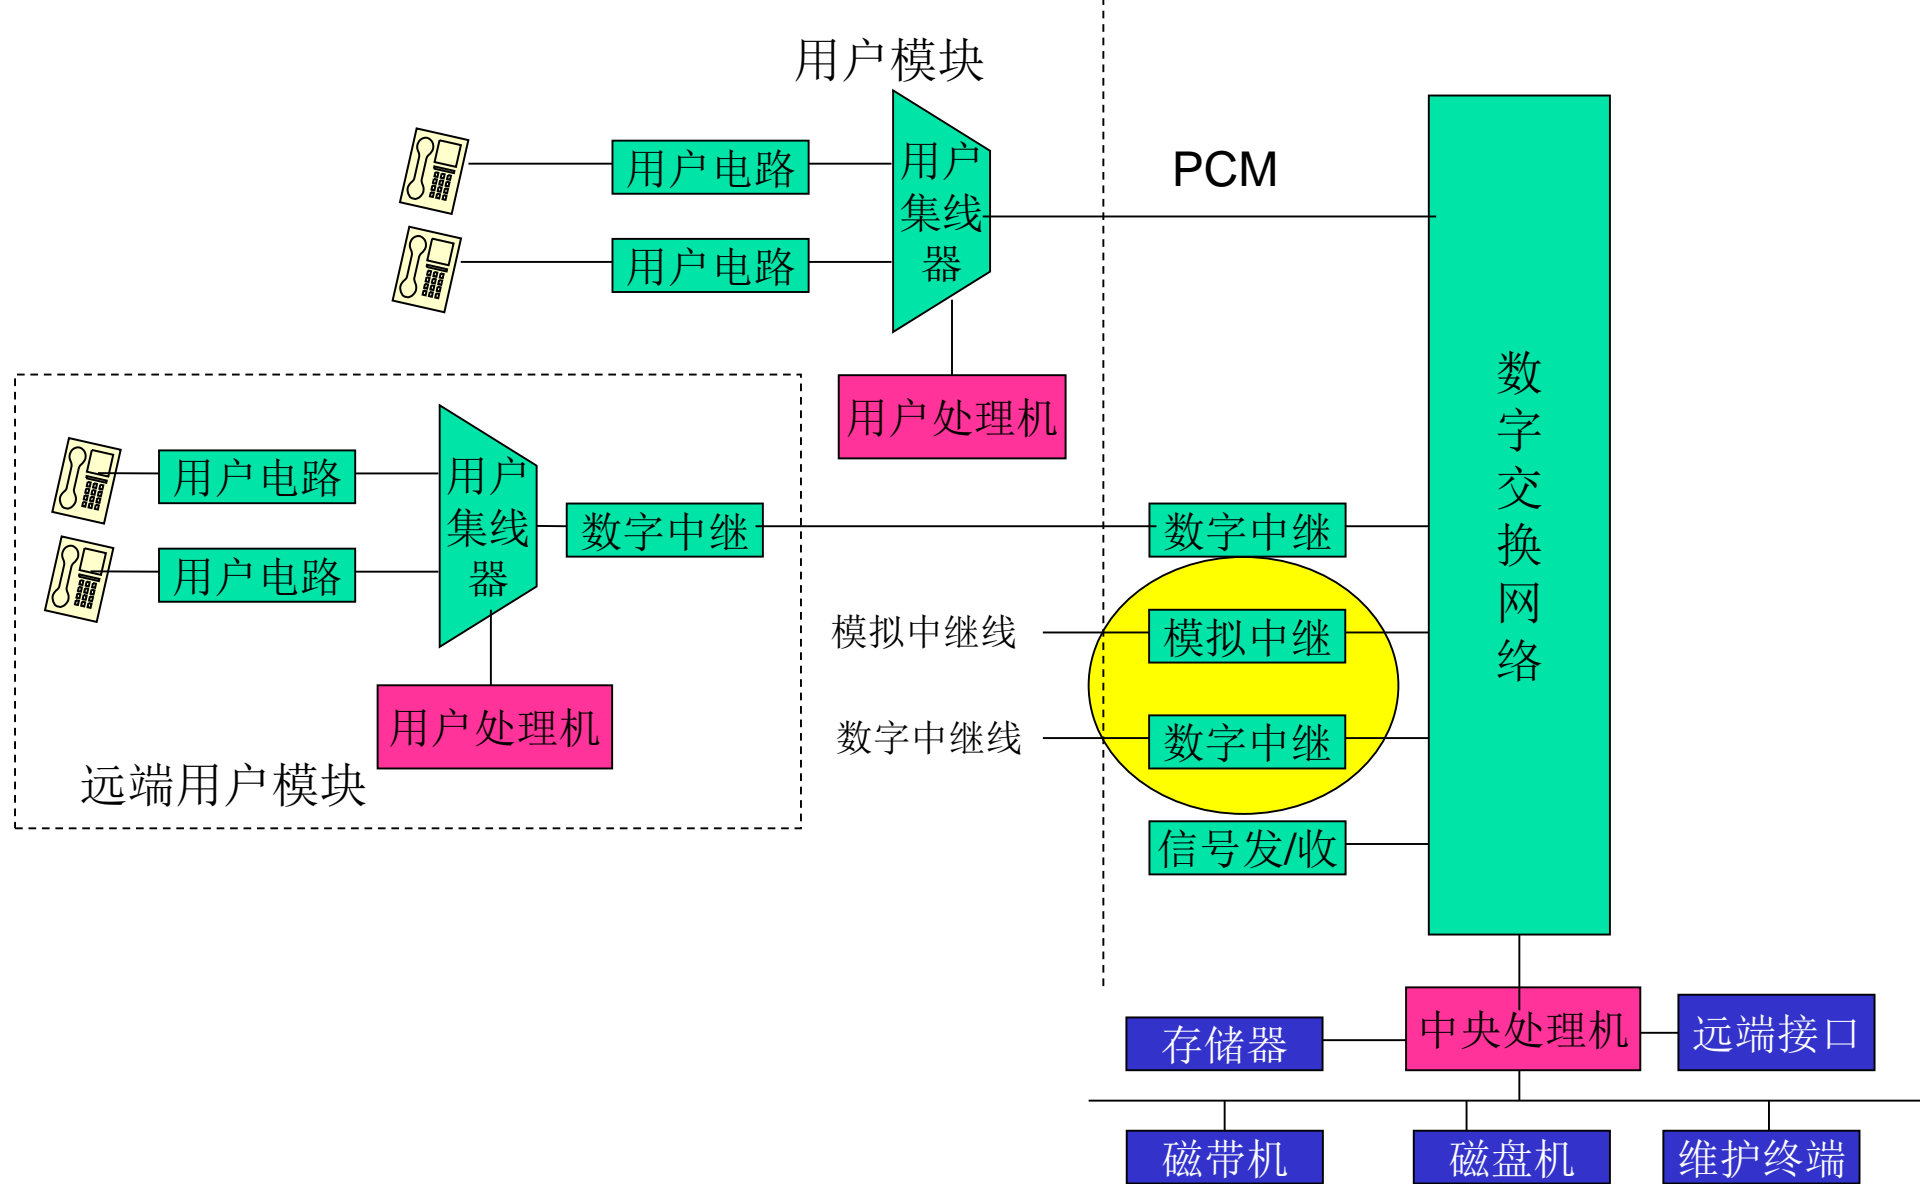 用户模块
用户电路
用户
集线
器
PCM
用户电路
用户处理机
数
字
交
换
网
络
用户电路
用户
集线
器
数字中继
数字中继
用户电路
模拟中继线
模拟中继
用户处理机
数字中继线
数字中继
远端用户模块
信号发/收
存储器
中央处理机
远端接口
磁带机
磁盘机
维护终端